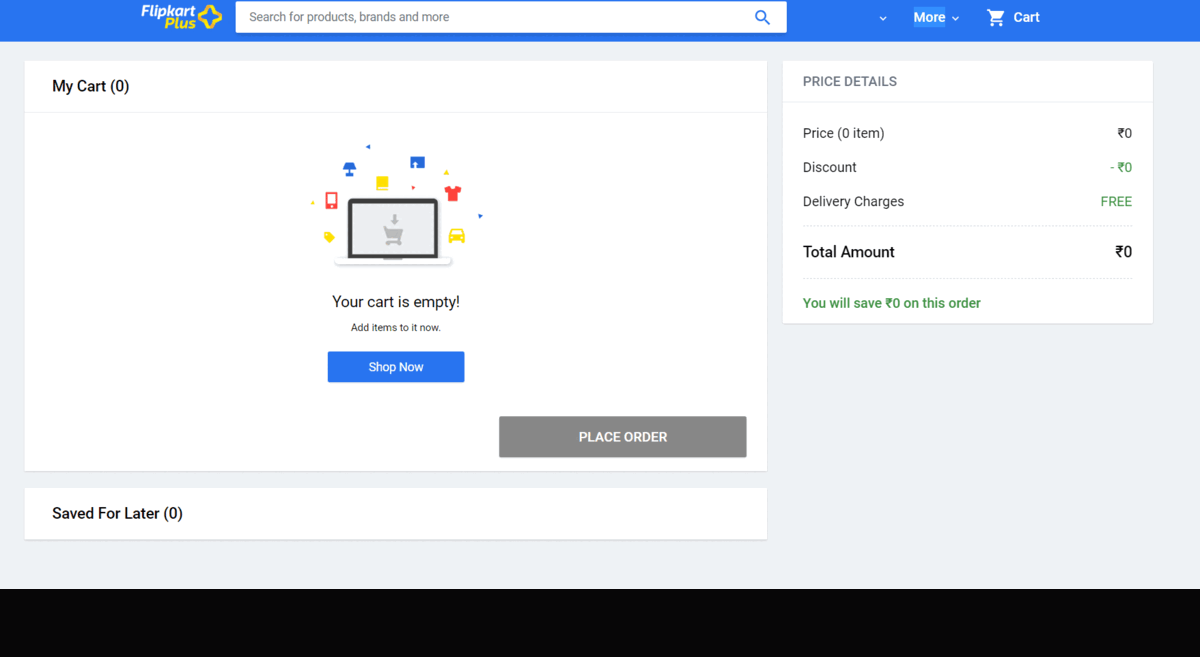 Flipkart
Plus
Search for products, brands and more
More
Cart
My Cart (0)
Your cart is empty!
Add items to it now.
Shop Now
PLACE ORDER
Saved For Later (0)
PRICE DETAILS
Price (0 item) ₹0
Discount - ₹0
Delivery Charges FREE
Total Amount ₹0
You will save ₹0 on this order